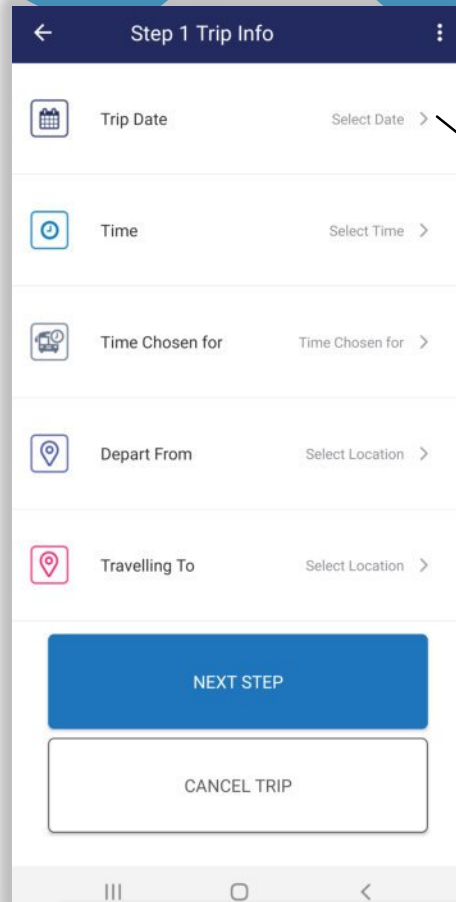 Step 1 Trip Info
Trip Date Select Date
Time Select Time
Time Chosen for Time Chosen for
Depart From Select Location
Travelling To Select Location
NEXT STEP
CANCEL TRIP